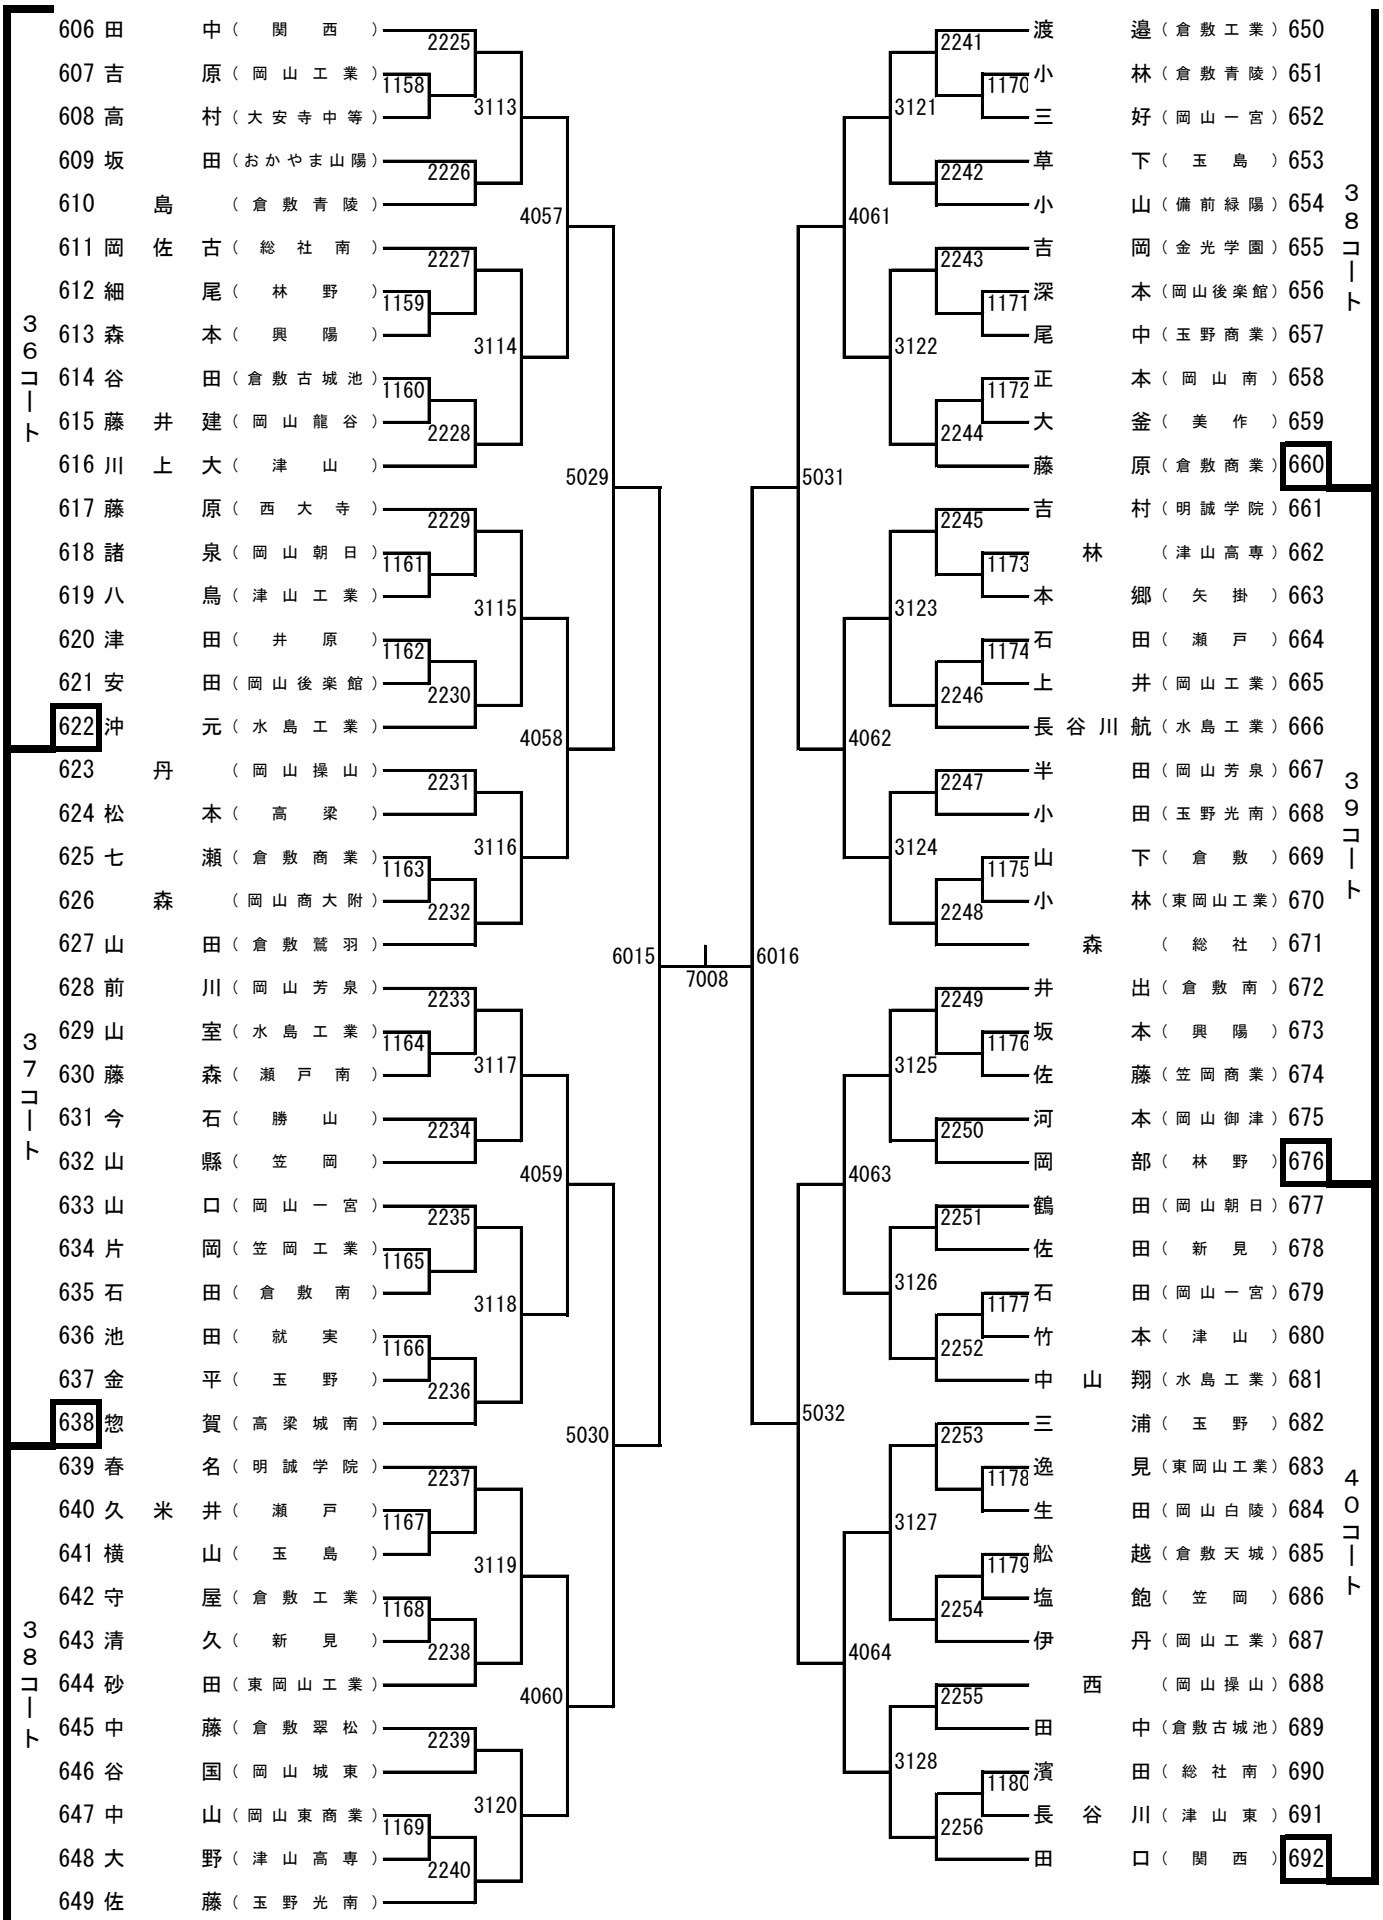 36コート
606 田中（関西）
607 吉原（岡山工業）
608 高村（大安寺中等）
609 坂田（おかやま山陽）
610 島（倉敷青陵）
611 岡佐古（総社南）
612 細尾（林野）
613 森本（興陽）
614 谷田（倉敷古城池）
615 藤井建（岡山龍谷）
616 川上大（津山）
617 藤原（西大寺）
618 諸泉（岡山朝日）
619 八鳥（津山工業）
620 津田（井原）
621 安田（岡山後楽館）
622 沖元（水島工業）
37コート
623 丹（岡山操山）
624 松本（高梁）
625 七瀬（倉敷商業）
626 森（岡山商大附）
627 山田（倉敷鷲羽）
628 前川（岡山芳泉）
629 山室（水島工業）
630 藤森（瀬戸南）
631 今石（勝山）
632 山縣（笠岡）
633 山口（岡山一宮）
634 片岡（笠岡工業）
635 石田（倉敷南）
636 池田（就実）
637 金平（玉野）
638 惣賀（高梁城南）
38コート
639 春名（明誠学院）
640 久米井（瀬戸）
641 横山（玉島）
642 守屋（倉敷工業）
643 清久（新見）
644 砂田（東岡山工業）
645 中藤（倉敷翠松）
646 谷国（岡山城東）
647 中山（岡山東商業）
648 大野（津山高専）
649 佐藤（玉野光南）
1158
1159
1160
1161
1162
1163
1164
1165
1166
1167
1168
1169
2225
2226
2227
2228
2229
2230
2231
2232
2233
2234
2235
2236
2237
2238
2239
2240
3113
3114
3115
3116
3117
3118
3119
3120
4057
4058
4059
4060
5029
5030
6015
7008
6016
5031
5032
4061
4062
4063
4064
3121
3122
3123
3124
3125
3126
3127
3128
2241
2242
2243
2244
2245
2246
2247
2248
2249
2250
2251
2252
2253
2254
2255
2256
1170
1171
1172
1173
1174
1175
1176
1177
1178
1179
1180
渡邉（倉敷工業）650
小林（倉敷青陵）651
三好（岡山一宮）652
草下（玉島）653
小山（備前緑陽）654
吉岡（金光学園）655
深本（岡山後楽館）656
尾中（玉野商業）657
正本（岡山南）658
大釜（美作）659
藤原（倉敷商業）660
38コート
吉村（明誠学院）661
林（津山高専）662
本郷（矢掛）663
石田（瀬戸）664
上井（岡山工業）665
長谷川航（水島工業）666
半田（岡山芳泉）667
小田（玉野光南）668
山下（倉敷）669
小林（東岡山工業）670
森（総社）671
井出（倉敷南）672
坂本（興陽）673
佐藤（笠岡商業）674
河本（岡山御津）675
岡部（林野）676
39コート
鶴田（岡山朝日）677
佐田（新見）678
石田（岡山一宮）679
竹本（津山）680
中山翔（水島工業）681
三浦（玉野）682
逸見（東岡山工業）683
生田（岡山白陵）684
舩越（倉敷天城）685
塩飽（笠岡）686
伊丹（岡山工業）687
西（岡山操山）688
田中（倉敷古城池）689
濱田（総社南）690
長谷川（津山東）691
田口（関西）692
40コート